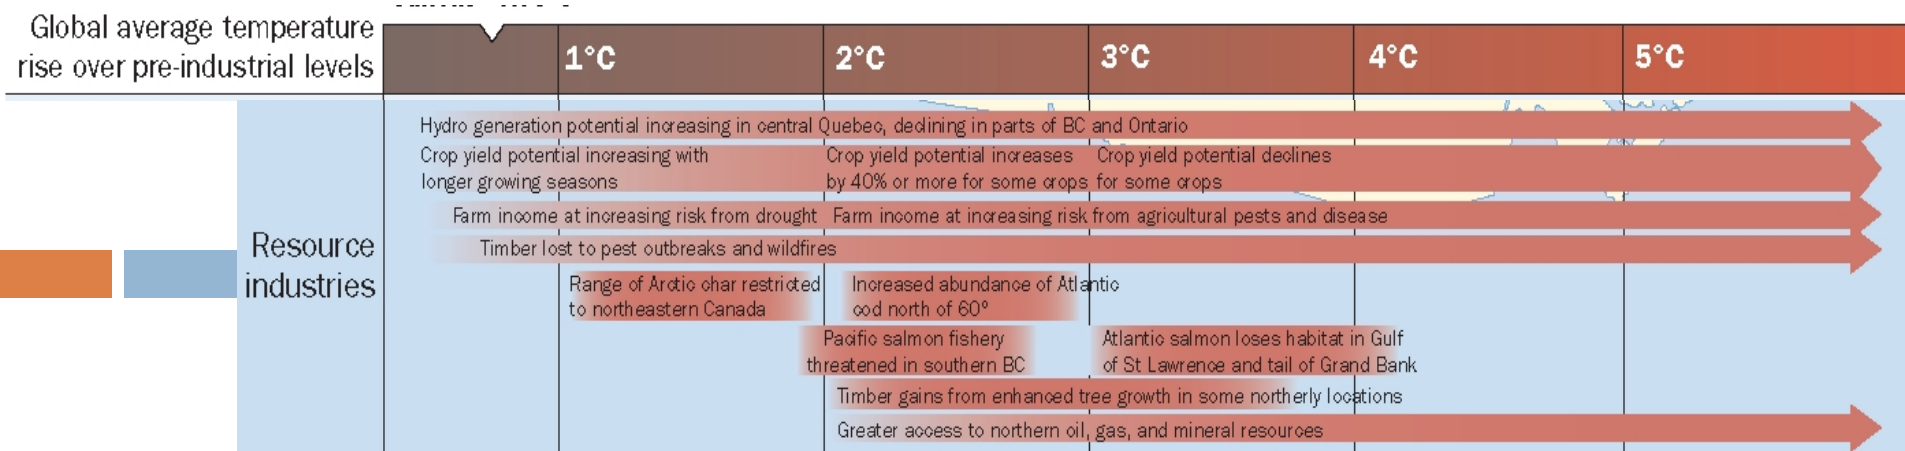 Global average temperature
rise over pre-industrial levels
1°C
2°C
3°C
4°C
5°C
Resource
industries
Hydro generation potential increasing in central Quebec, declining in parts of BC and Ontario
Crop yield potential increasing with
longer growing seasons
Crop yield potential increases
by 40% or more for some crops
Crop yield potential declines
for some crops
Farm income at increasing risk from drought
Farm income at increasing risk from agricultural pests and disease
Timber lost to pest outbreaks and wildfires
Range of Arctic char restricted
to northeastern Canada
Increased abundance of Atlantic
cod north of 60°
Pacific salmon fishery
threatened in southern BC
Atlantic salmon loses habitat in Gulf
of St Lawrence and tail of Grand Bank
Timber gains from enhanced tree growth in some northerly locations
Greater access to northern oil, gas, and mineral resources